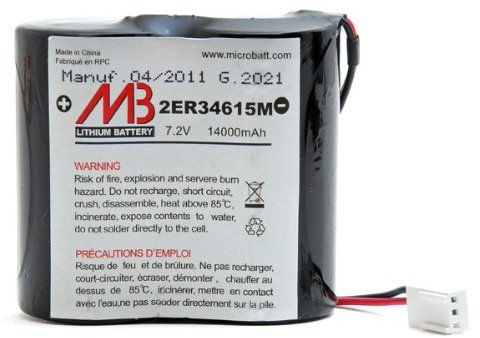 Made in China
Fabriqué en RPC
www.microbatt.com
Manuf. 04/2011 G.2021
+ MB 2ER34615M -
LITHIUM BATTERY 7.2V 14000mAh
WARNING
Risk of fire, explosion and servere burn
hazard. Do not recharge, short circuit,
crush, disassemble, heat above 85℃,
incinerate, expose contents to water,
do not solder directly to the cell.
PRÉCAUTIONS D'EMPLOI
Risque de feu et de brûlure. Ne pas recharger,
court-circuiter, écraser, démonter , chauffer au
dessus de 85℃, incinérer, mettre en contact
avec l'eau, ne pas souder directement sur la pile.